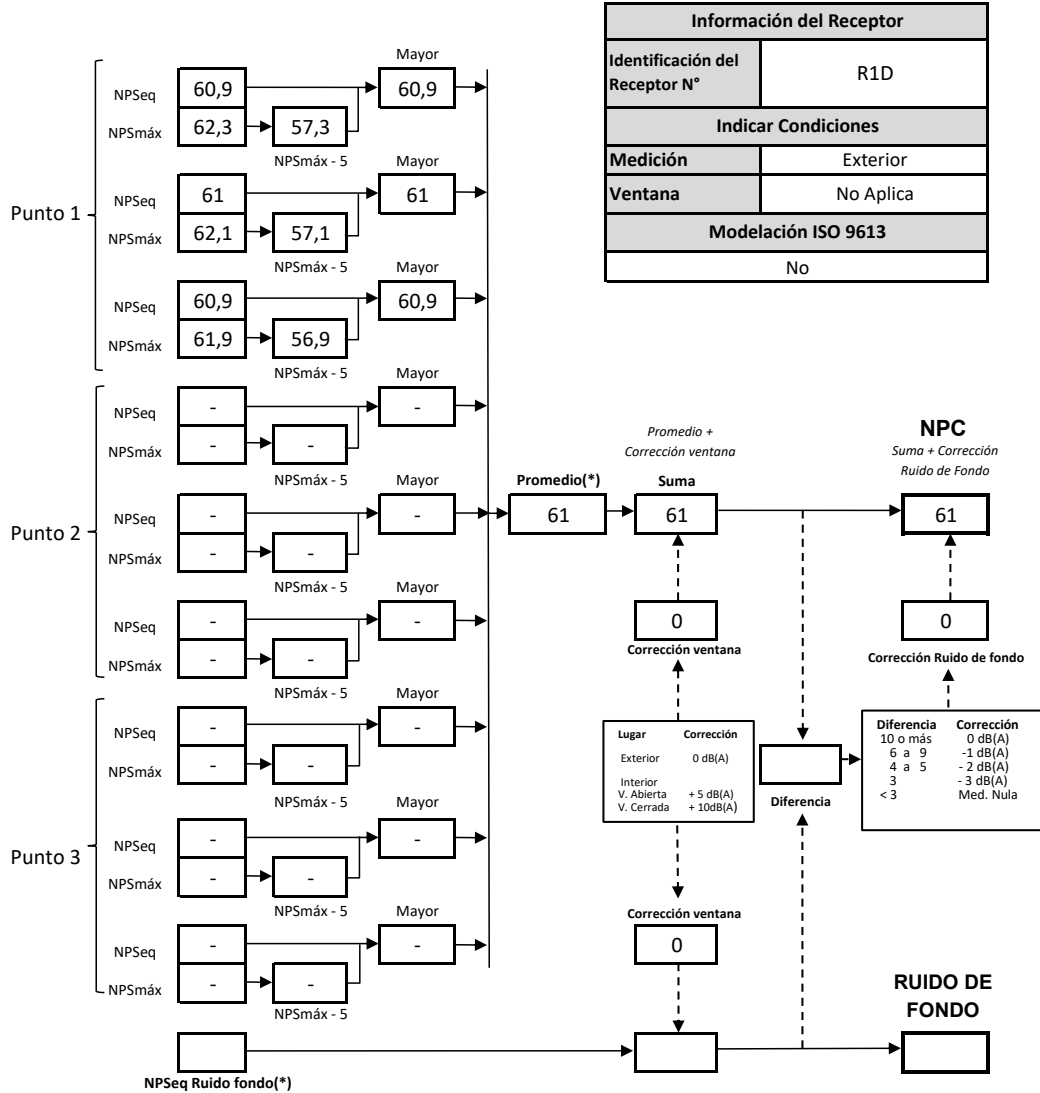 Información del Receptor
Identificación del Receptor N°
R1D
Indicar Condiciones
Medición Exterior
Ventana No Aplica
Modelación ISO 9613
No
Punto 1
Mayor
NPSeq 60,9 60,9
NPSmáx 62,3 57,3
NPSmáx - 5
Mayor
NPSeq 61 61
NPSmáx 62,1 57,1
NPSmáx - 5
Mayor
NPSeq 60,9 60,9
NPSmáx 61,9 56,9
NPSmáx - 5
Punto 2
Mayor
NPSeq - -
NPSmáx - -
NPSmáx - 5
Mayor
NPSeq - -
NPSmáx - -
NPSmáx - 5
Mayor
NPSeq - -
NPSmáx - -
NPSmáx - 5
Punto 3
Mayor
NPSeq - -
NPSmáx - -
NPSmáx - 5
Mayor
NPSeq - -
NPSmáx - -
NPSmáx - 5
Mayor
NPSeq - -
NPSmáx - -
NPSmáx - 5
NPSeq Ruido fondo(*)
Promedio(*)
61
Promedio +
Corrección ventana
Suma
61
0
Corrección ventana
Lugar Corrección
Exterior 0 dB(A)
Interior
V. Abierta + 5 dB(A)
V. Cerrada + 10dB(A)
Corrección ventana
0
Diferencia
NPC
Suma + Corrección
Ruido de Fondo
61
0
Corrección Ruido de fondo
Diferencia Corrección
10 o más 0 dB(A)
6 a 9 -1 dB(A)
4 a 5 - 2 dB(A)
3 - 3 dB(A)
< 3 Med. Nula
RUIDO DE
FONDO